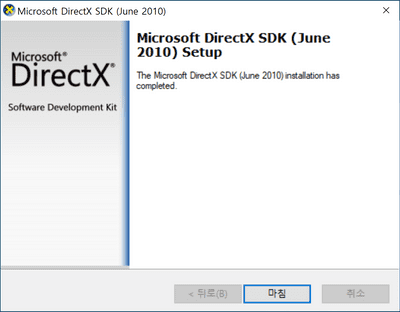 Microsoft DirectX SDK (June 2010)
Microsoft DirectX SDK (June
2010) Setup
The Microsoft DirectX SDK (June 2010) installation has
completed.
Microsoft®
DirectX®
Software Development Kit
< 뒤로(B)
마침
취소